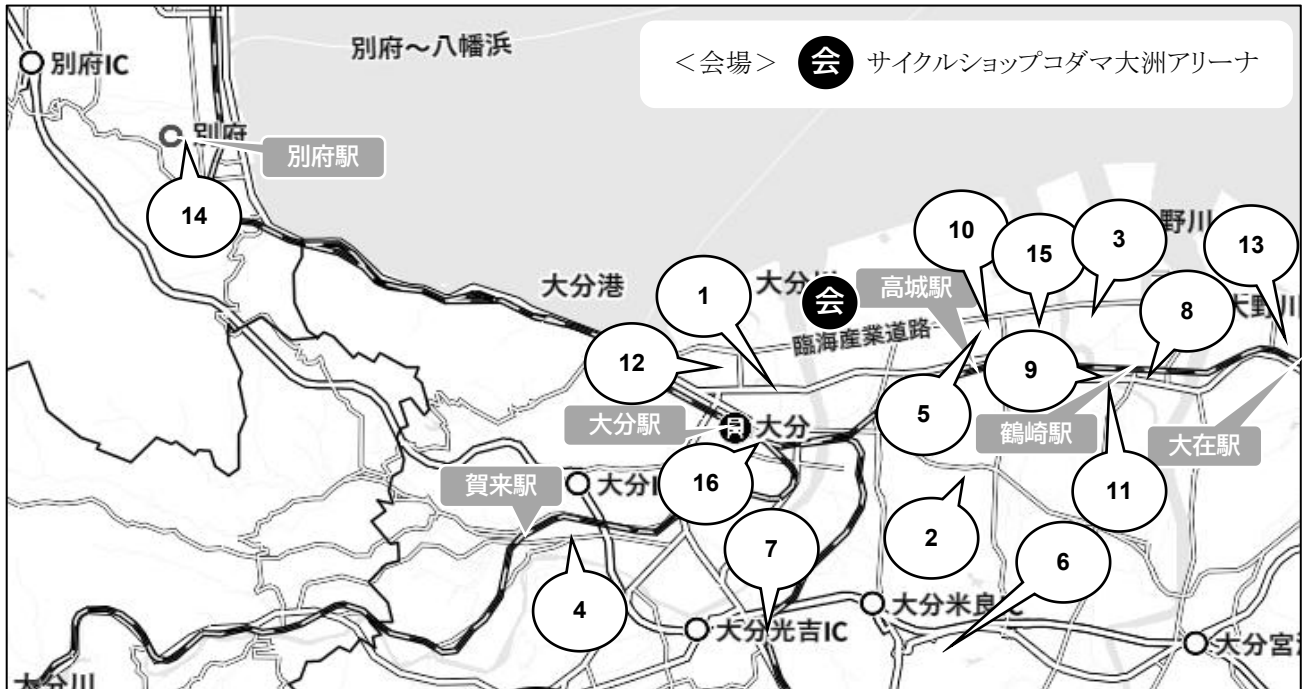 別府～八幡浜
＜会場＞ 会 サイクルショップコダマ大洲アリーナ
別府IC
別府
別府駅
14
10
15
3
野川
13
大分港
1
大分
会
高城駅
臨海産業道路
8
大野川
12
9
5
鶴崎駅
大分駅
大分
大在駅
賀来駅
大分I
16
11
2
7
6
4
大分米良IC
大分光吉IC
大分宮
大分川